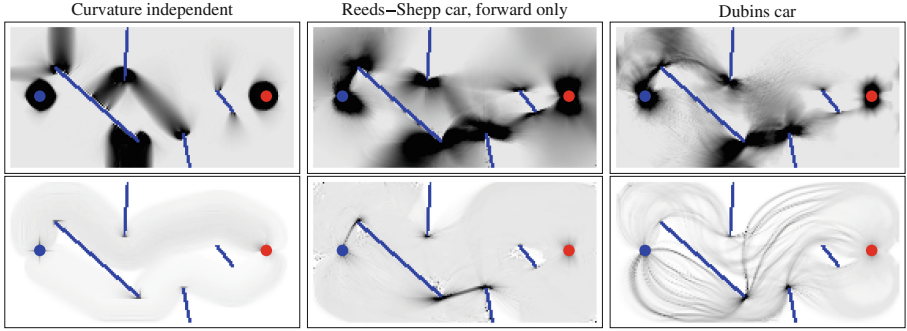 Curvature independent
Reeds−Shepp car, forward only
Dubins car